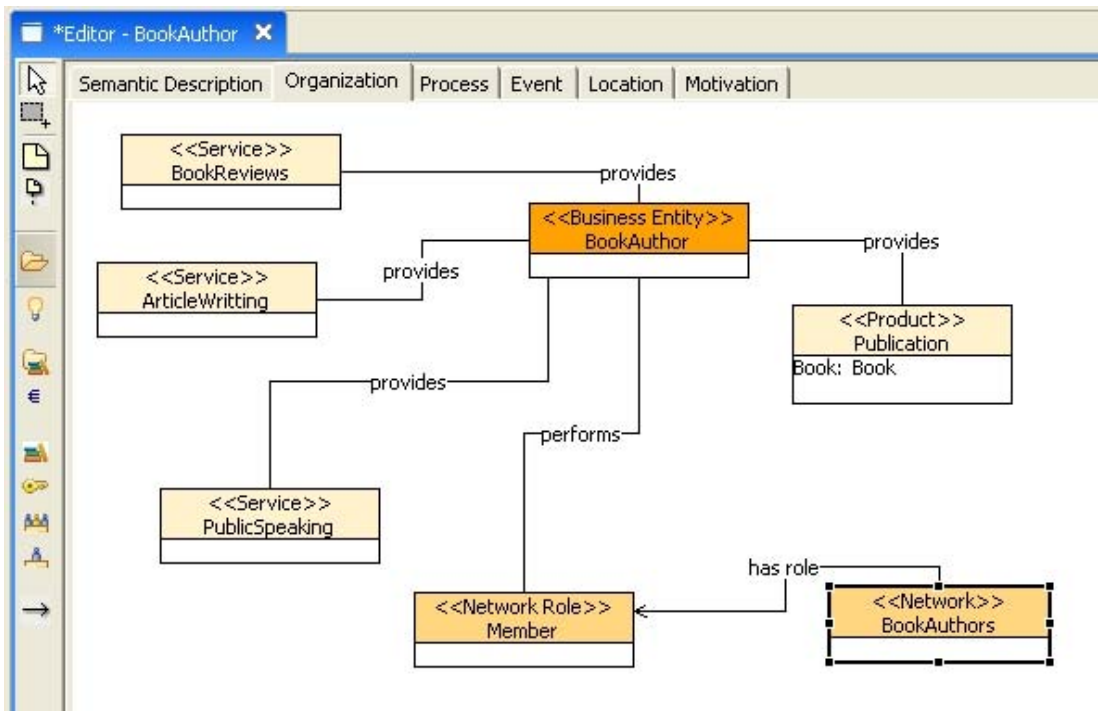 *Editor - BookAuthor
Semantic Description
Organization
Process
Event
Location
Motivation
<<Service>>
BookReviews
provides
<<Business Entity>>
BookAuthor
provides
<<Service>>
ArticleWritting
provides
<<Product>>
Publication
Book: Book
provides
performs
<<Service>>
PublicSpeaking
has role
<<Network Role>>
Member
<<Network>>
BookAuthors